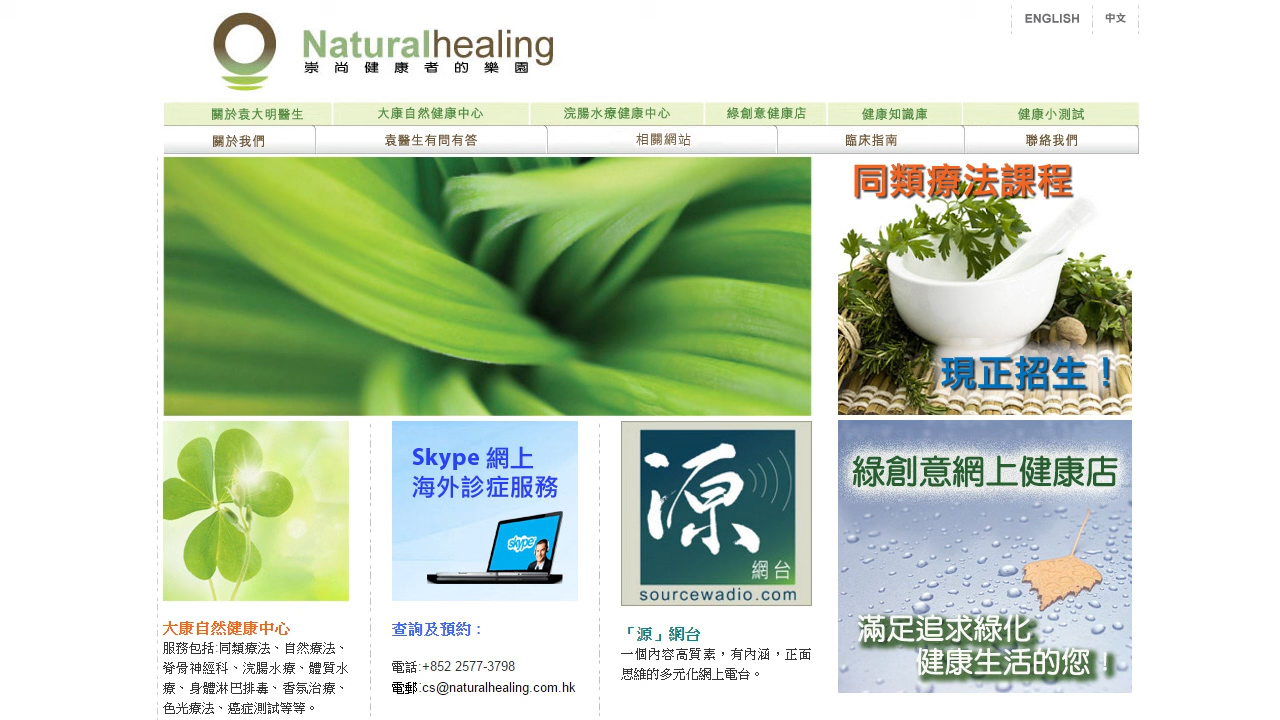 ENGLISH
中文
Naturalhealing
崇尚健康者的樂園
關於袁大明醫生
大康自然健康中心
浣腸水療健康中心
綠創意健康店
健康知識庫
健康小測試
關於我們
袁醫生有問有答
相關網站
臨床指南
聯絡我們
同類療法課程
現正招生！
Skype 網上
海外診症服務
skype
源
網台
sourcewadio.com
綠創意網上健康店
滿足追求綠化
健康生活的您！
大康自然健康中心
服務包括:同類療法、自然療法、
脊骨神經科、浣腸水療、體質水
療、身體淋巴排毒、香氛治療、
色光療法、癌症測試等等。
查詢及預約：
電話:+852 2577-3798
電郵:cs@naturalhealing.com.hk
「源」網台
一個內容高質素，有內涵，正面
思維的多元化網上電台。